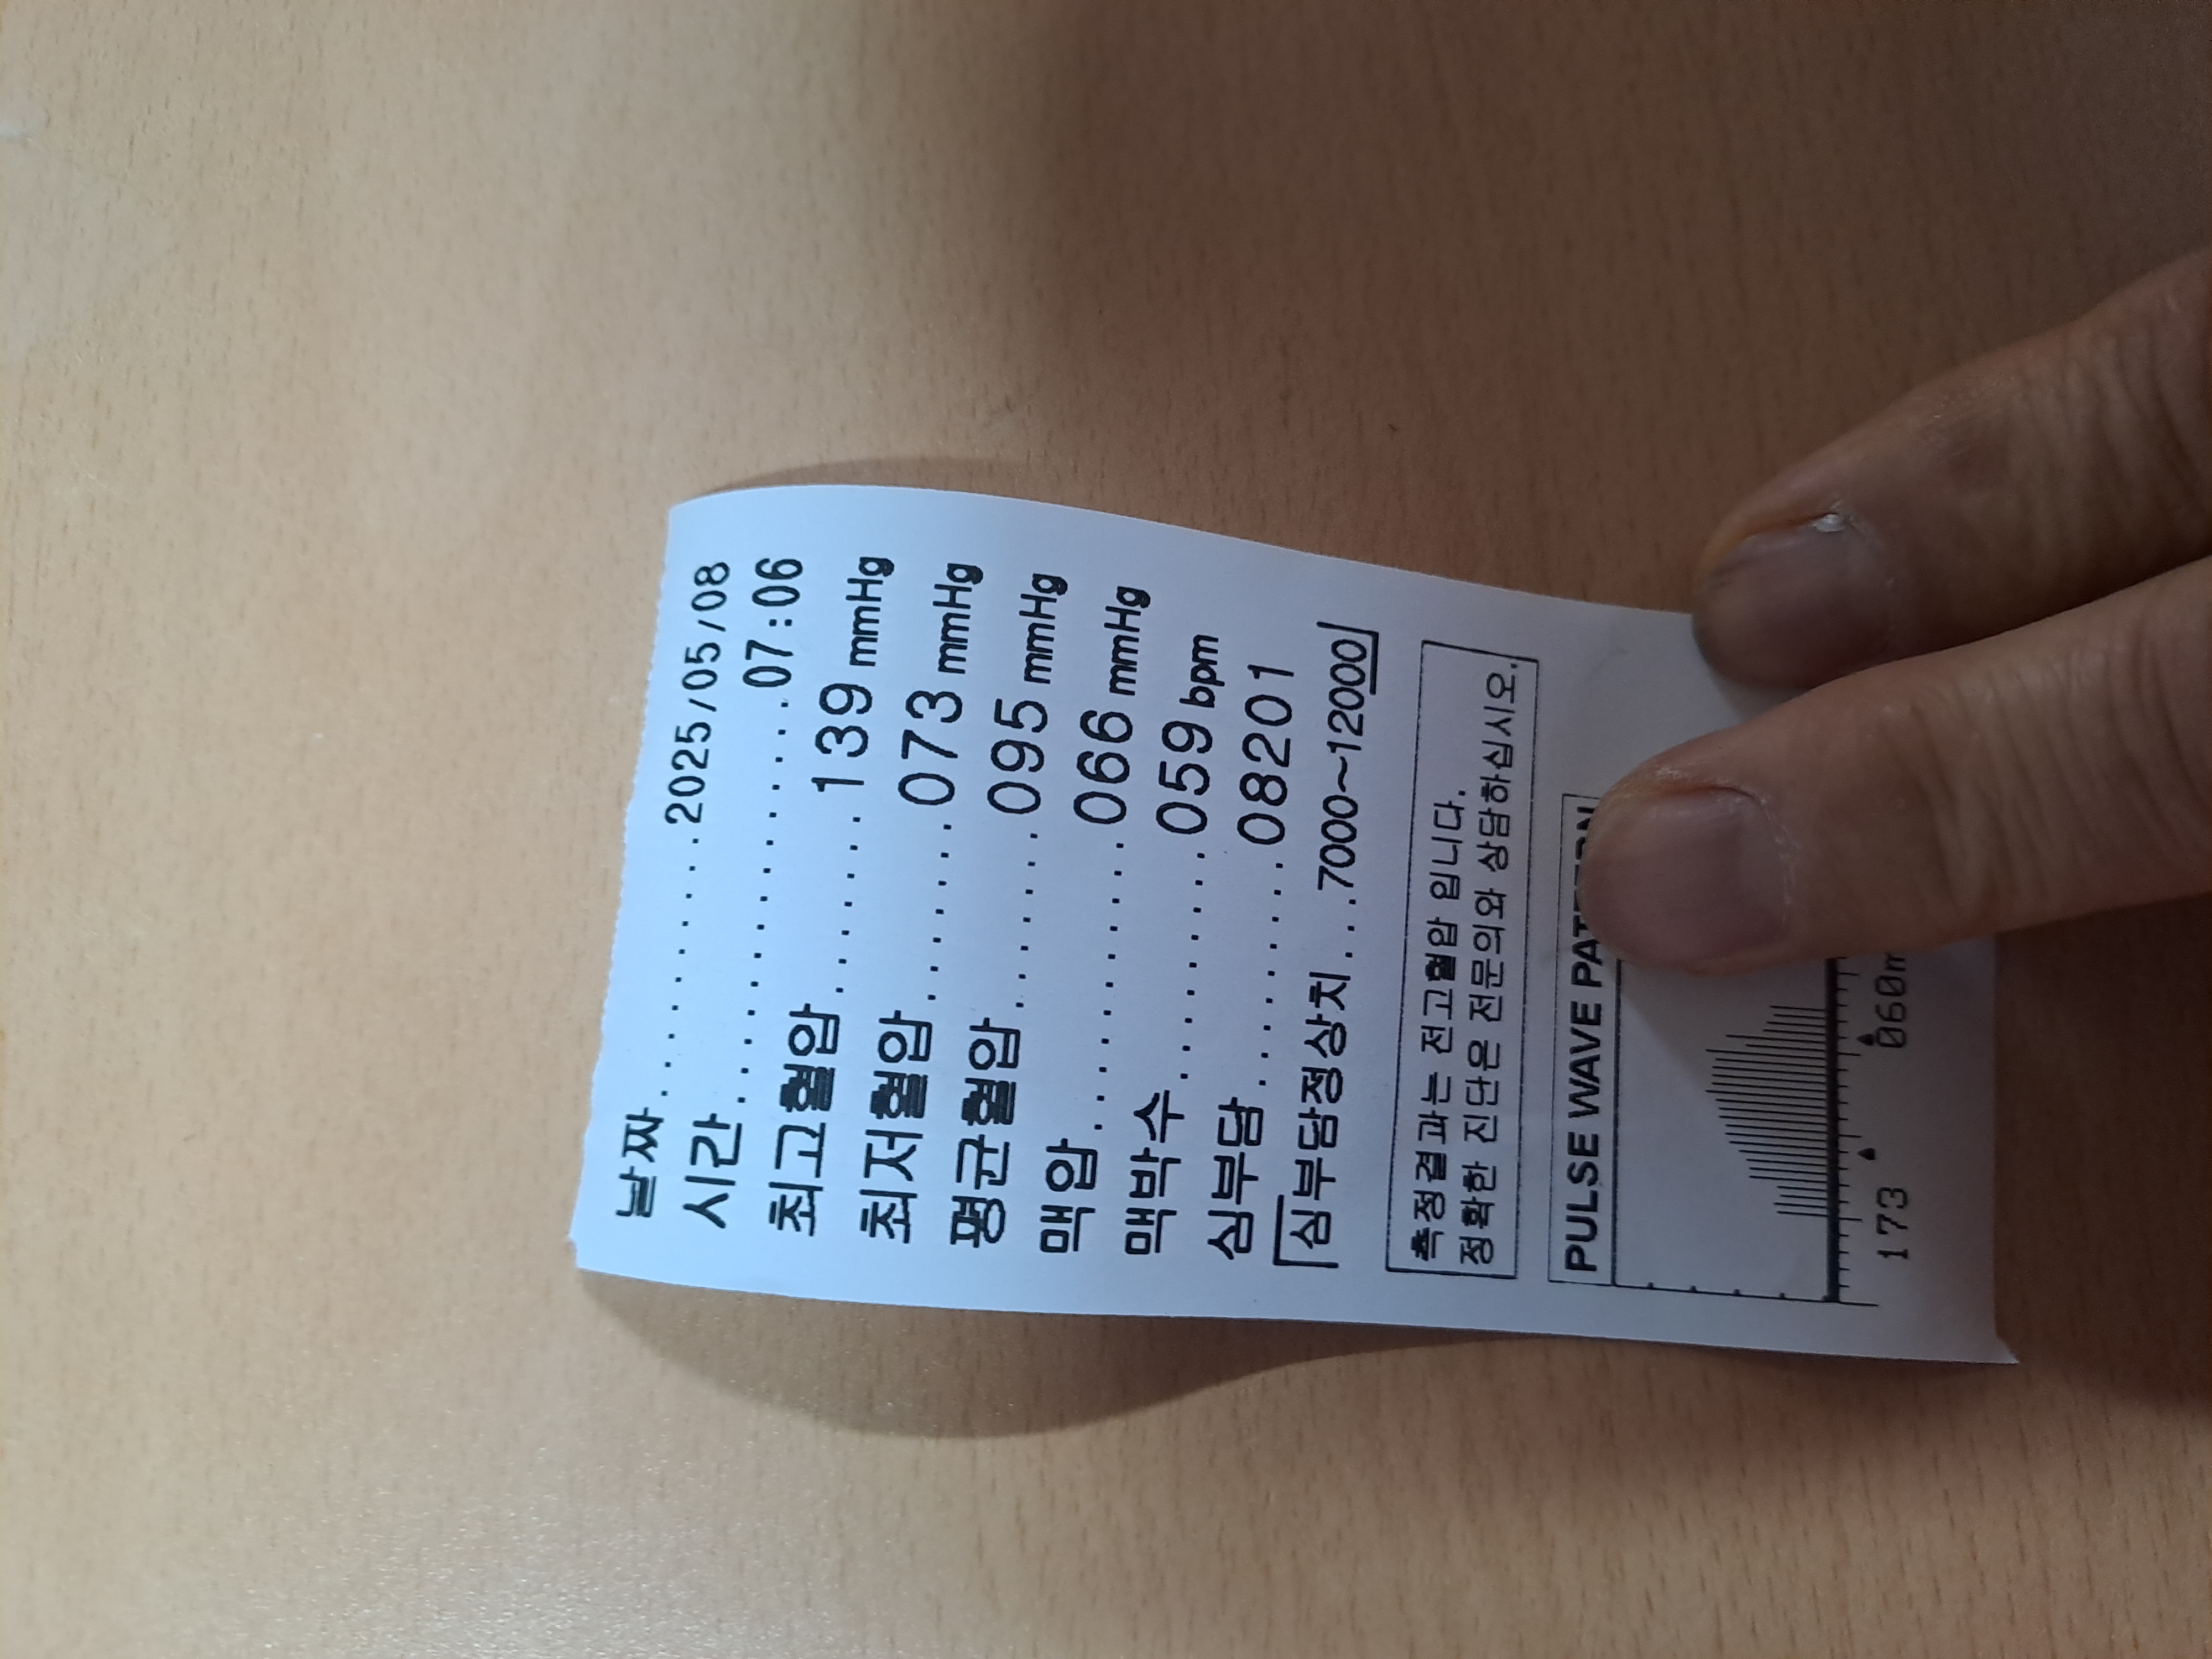 날짜...........2025/05/08
시간.................07:06
최고혈압........139 mmHg
최저혈압........073 mmHg
평균혈압........095 mmHg
맥압.............066 mmHg
맥박수...........059 bpm
심부담...........08201
심부담정상치...7000~12000
측정결과는 전고혈압 입니다.
정확한 진단은 전문의와 상담하십시오.
PULSE WAVE
173 060m